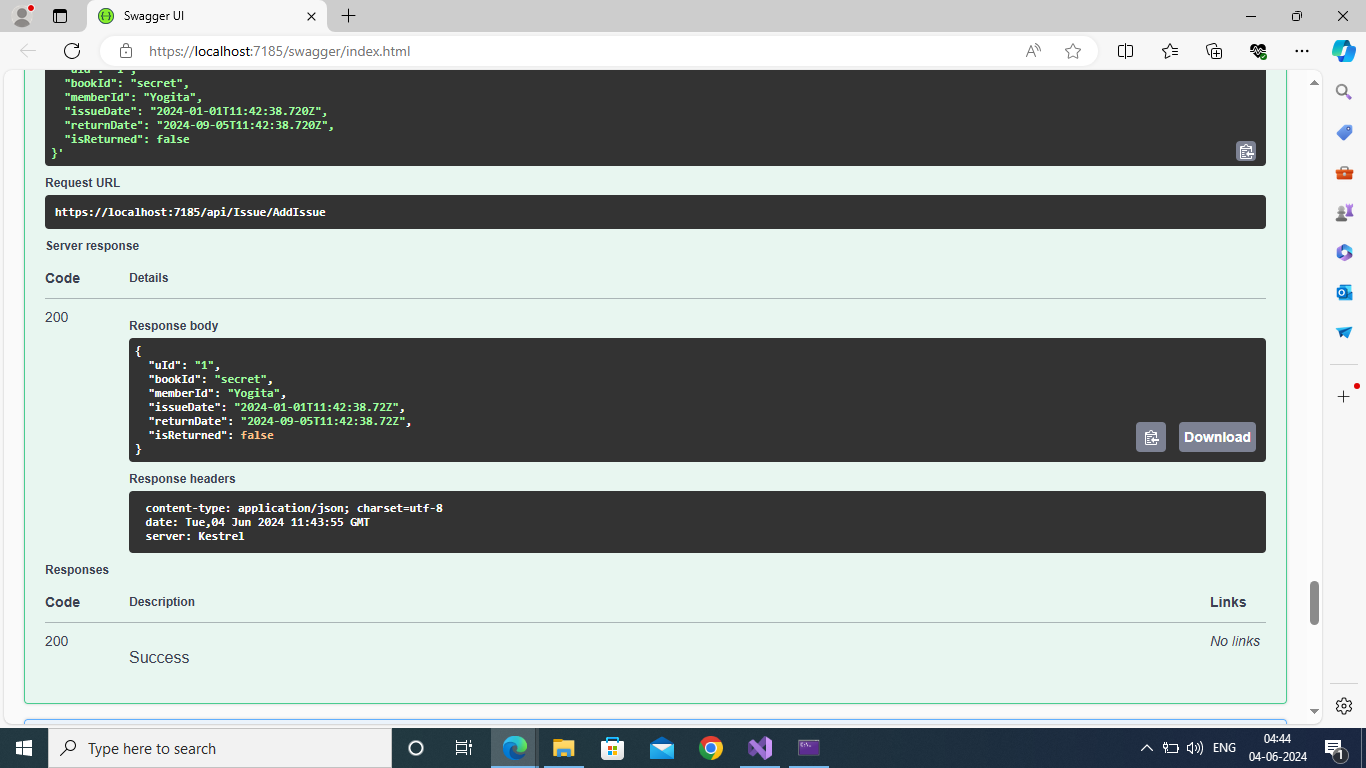 Swagger UI
https://localhost:7185/swagger/index.html
"uId": "1",
"bookId": "secret",
"memberId": "Yogita",
"issueDate": "2024-01-01T11:42:38.720Z",
"returnDate": "2024-09-05T11:42:38.720Z",
"isReturned": false
}'
Request URL
https://localhost:7185/api/Issue/AddIssue
Server response
Code Details
200
Response body
{
"uId": "1",
"bookId": "secret",
"memberId": "Yogita",
"issueDate": "2024-01-01T11:42:38.72Z",
"returnDate": "2024-09-05T11:42:38.72Z",
"isReturned": false
}
Download
Response headers
content-type: application/json; charset=utf-8
date: Tue,04 Jun 2024 11:43:55 GMT
server: Kestrel
Responses
Code Description Links
200 No links
Success
Type here to search
ENG
04:44
04-06-2024
1